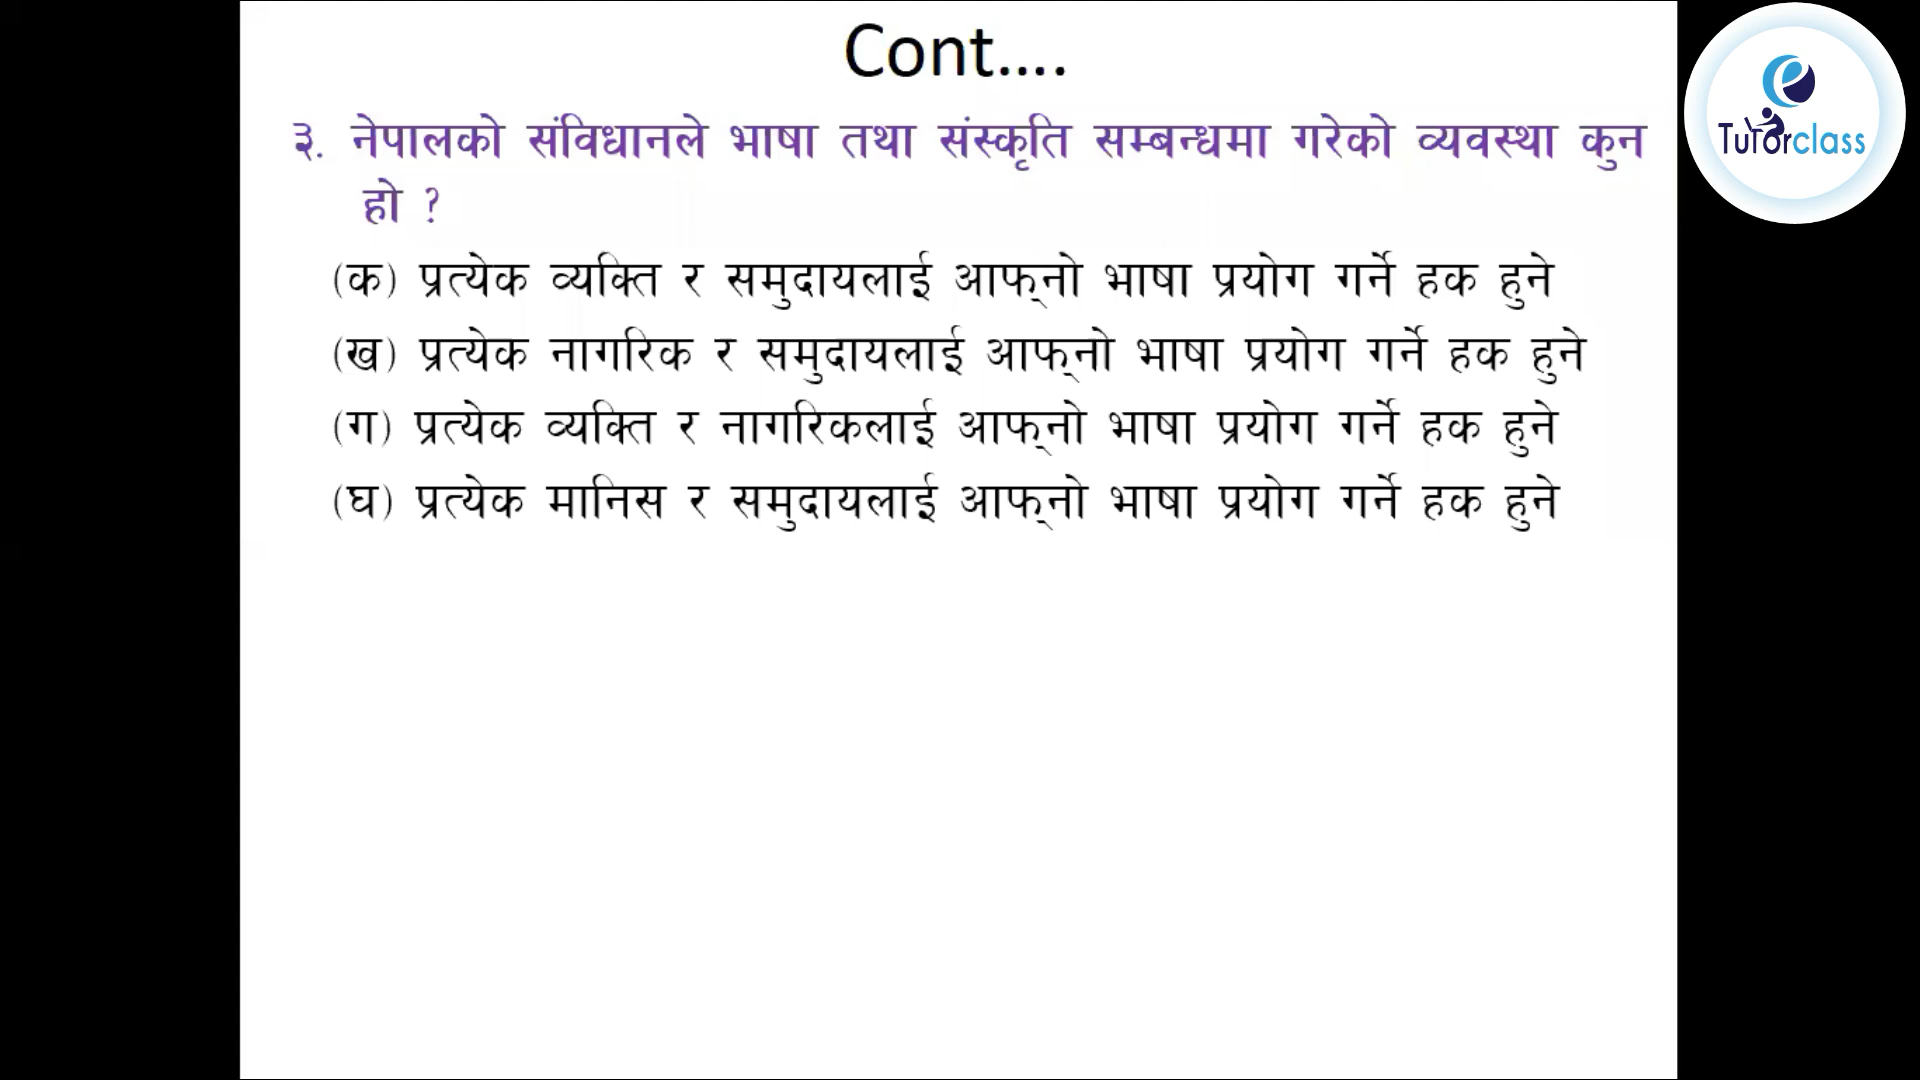 Cont....
३. नेपालको संविधानले भाषा तथा संस्कृति सम्बन्धमा गरेको व्यवस्था कुन
हो ?
(क) प्रत्येक व्यक्ति र समुदायलाई आफ्‌नो भाषा प्रयोग गर्ने हक हुने
(ख) प्रत्येक नागरिक र समुदायलाई आफ्‌नो भाषा प्रयोग गर्ने हक हुने
(ग) प्रत्येक व्यक्ति र नागरिकलाई आफ्‌नो भाषा प्रयोग गर्ने हक हुने
(घ) प्रत्येक मानिस र समुदायलाई आफ्‌नो भाषा प्रयोग गर्ने हक हुने
e
Tutorclass